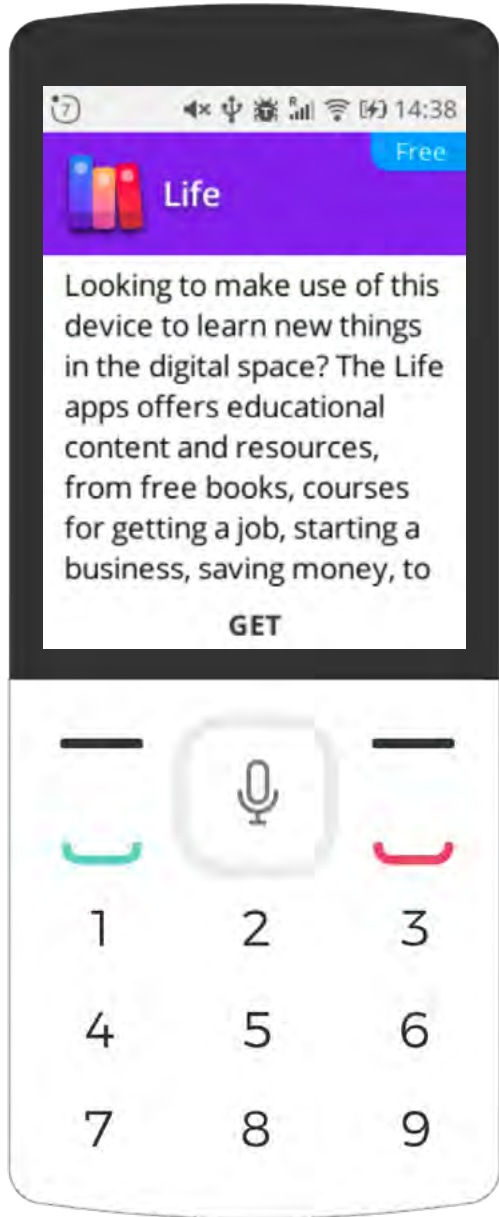 7 R 14:38
Free
Life
Looking to make use of this
device to learn new things
in the digital space? The Life
apps offers educational
content and resources,
from free books, courses
for getting a job, starting a
business, saving money, to
GET
1 2 3
4 5 6
7 8 9